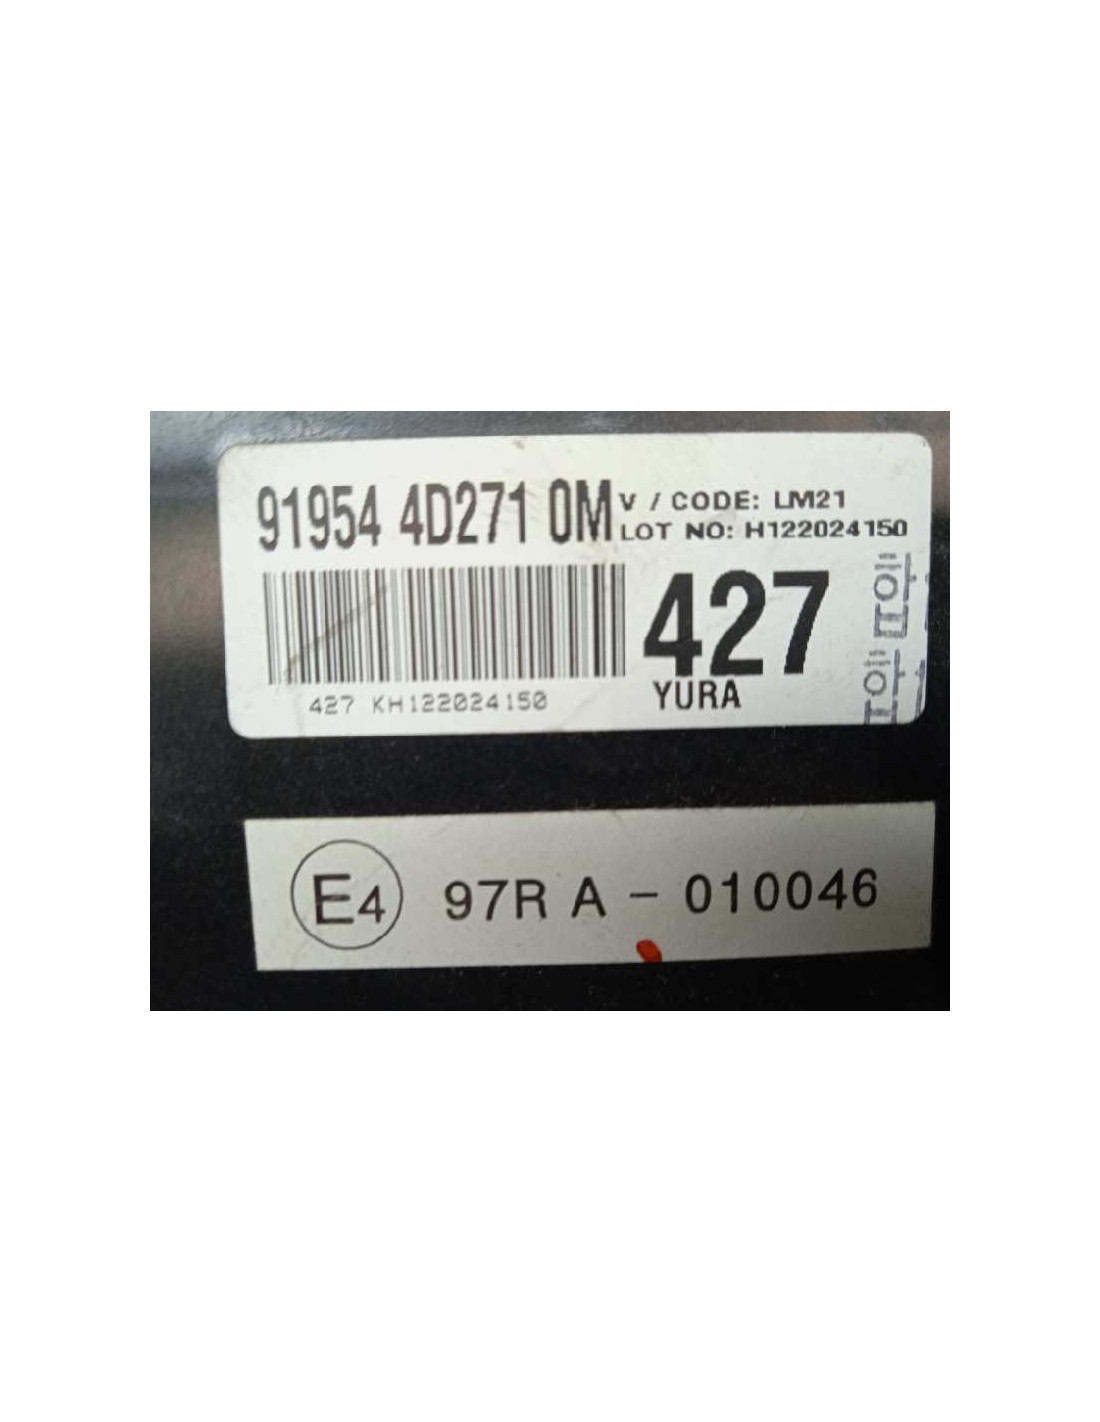 91954 4D271 0M
V / CODE: LM21
LOT NO: H122024150
427
YURA
427 KH122024150
E4 97R A - 010046